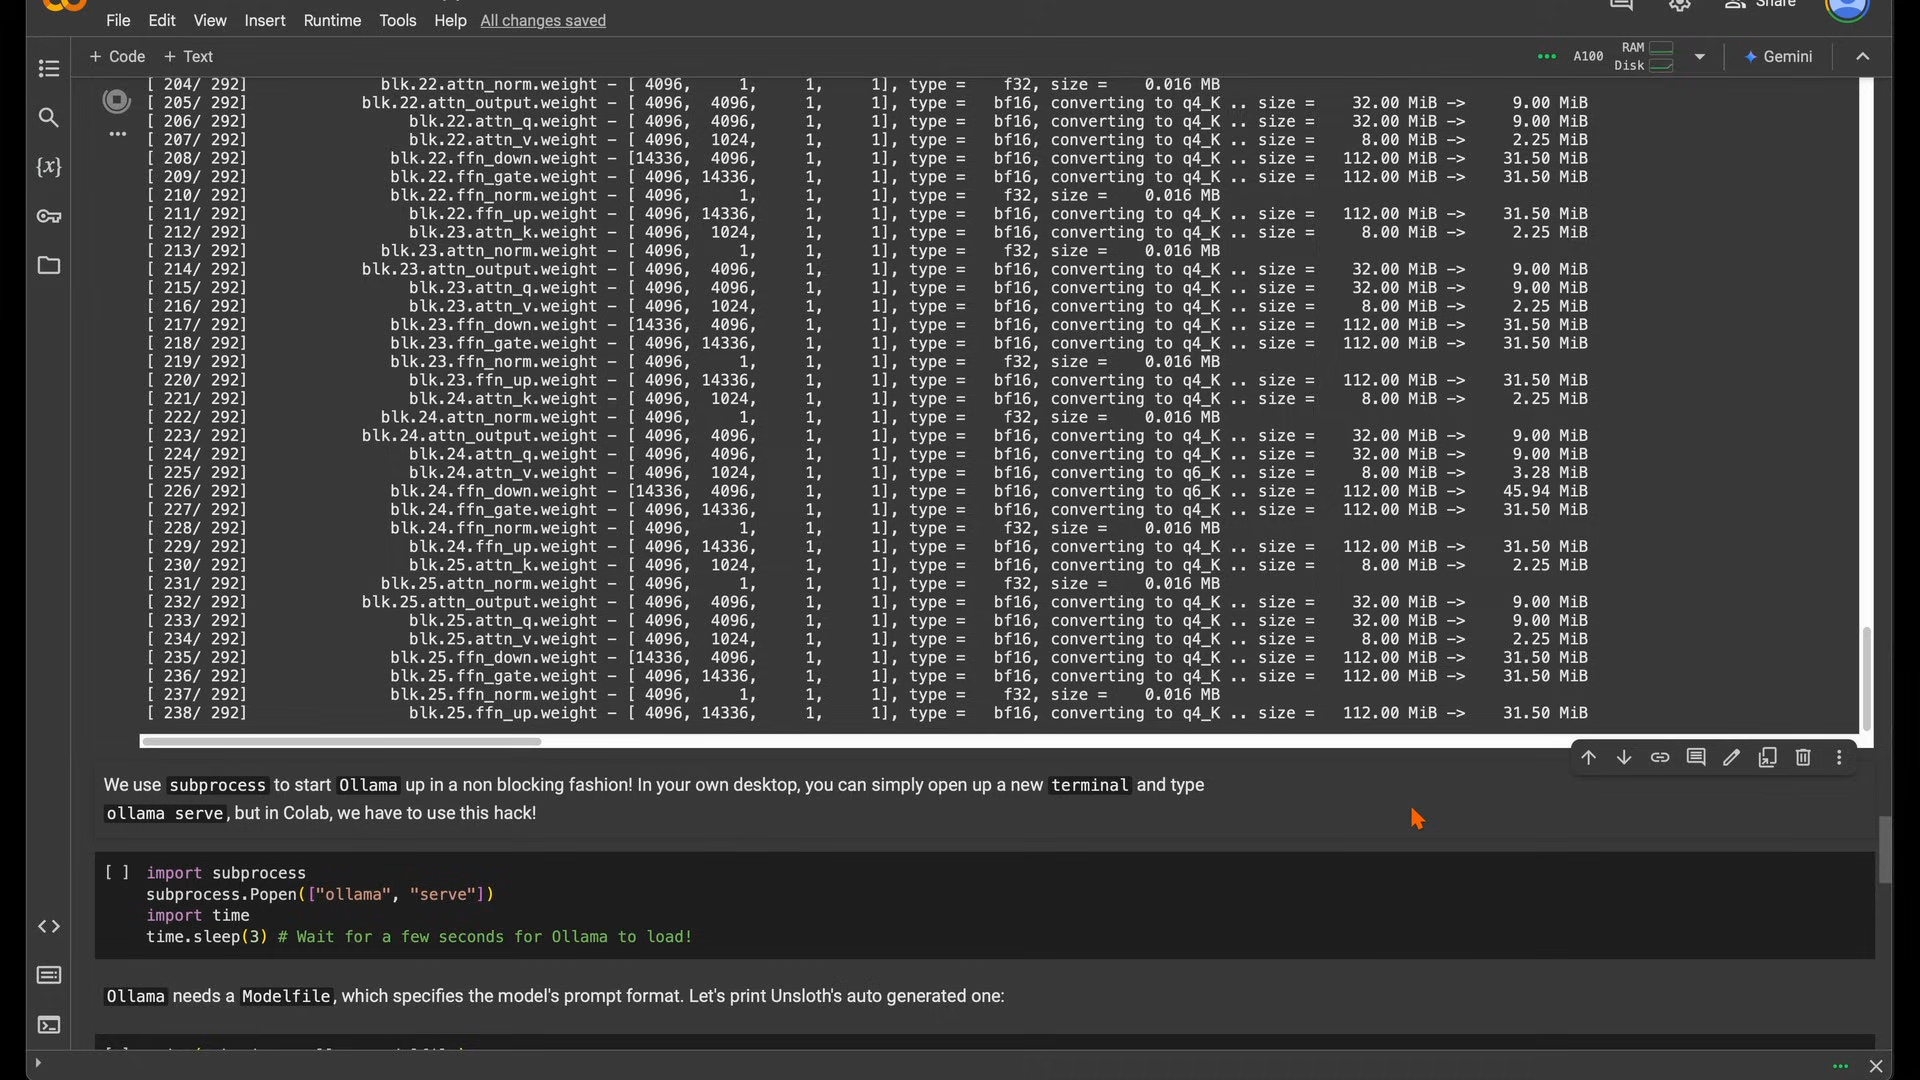 Share
File Edit View Insert Runtime Tools Help All changes saved
+ Code + Text A100 RAM Disk Gemini
[ 204/ 292] blk.22.attn_norm.weight - [ 4096, 1, 1, 1], type = f32, size = 0.016 MB
[ 205/ 292] blk.22.attn_output.weight - [ 4096, 4096, 1, 1], type = bf16, converting to q4_K .. size = 32.00 MiB -> 9.00 MiB
[ 206/ 292] blk.22.attn_q.weight - [ 4096, 4096, 1, 1], type = bf16, converting to q4_K .. size = 32.00 MiB -> 9.00 MiB
[ 207/ 292] blk.22.attn_v.weight - [ 4096, 1024, 1, 1], type = bf16, converting to q4_K .. size = 8.00 MiB -> 2.25 MiB
[ 208/ 292] blk.22.ffn_down.weight - [14336, 4096, 1, 1], type = bf16, converting to q4_K .. size = 112.00 MiB -> 31.50 MiB
[ 209/ 292] blk.22.ffn_gate.weight - [ 4096, 14336, 1, 1], type = bf16, converting to q4_K .. size = 112.00 MiB -> 31.50 MiB
[ 210/ 292] blk.22.ffn_norm.weight - [ 4096, 1, 1, 1], type = f32, size = 0.016 MB
[ 211/ 292] blk.22.ffn_up.weight - [ 4096, 14336, 1, 1], type = bf16, converting to q4_K .. size = 112.00 MiB -> 31.50 MiB
[ 212/ 292] blk.23.attn_k.weight - [ 4096, 1024, 1, 1], type = bf16, converting to q4_K .. size = 8.00 MiB -> 2.25 MiB
[ 213/ 292] blk.23.attn_norm.weight - [ 4096, 1, 1, 1], type = f32, size = 0.016 MB
[ 214/ 292] blk.23.attn_output.weight - [ 4096, 4096, 1, 1], type = bf16, converting to q4_K .. size = 32.00 MiB -> 9.00 MiB
[ 215/ 292] blk.23.attn_q.weight - [ 4096, 4096, 1, 1], type = bf16, converting to q4_K .. size = 32.00 MiB -> 9.00 MiB
[ 216/ 292] blk.23.attn_v.weight - [ 4096, 1024, 1, 1], type = bf16, converting to q4_K .. size = 8.00 MiB -> 2.25 MiB
[ 217/ 292] blk.23.ffn_down.weight - [14336, 4096, 1, 1], type = bf16, converting to q4_K .. size = 112.00 MiB -> 31.50 MiB
[ 218/ 292] blk.23.ffn_gate.weight - [ 4096, 14336, 1, 1], type = bf16, converting to q4_K .. size = 112.00 MiB -> 31.50 MiB
[ 219/ 292] blk.23.ffn_norm.weight - [ 4096, 1, 1, 1], type = f32, size = 0.016 MB
[ 220/ 292] blk.23.ffn_up.weight - [ 4096, 14336, 1, 1], type = bf16, converting to q4_K .. size = 112.00 MiB -> 31.50 MiB
[ 221/ 292] blk.24.attn_k.weight - [ 4096, 1024, 1, 1], type = bf16, converting to q4_K .. size = 8.00 MiB -> 2.25 MiB
[ 222/ 292] blk.24.attn_norm.weight - [ 4096, 1, 1, 1], type = f32, size = 0.016 MB
[ 223/ 292] blk.24.attn_output.weight - [ 4096, 4096, 1, 1], type = bf16, converting to q4_K .. size = 32.00 MiB -> 9.00 MiB
[ 224/ 292] blk.24.attn_q.weight - [ 4096, 4096, 1, 1], type = bf16, converting to q4_K .. size = 32.00 MiB -> 9.00 MiB
[ 225/ 292] blk.24.attn_v.weight - [ 4096, 1024, 1, 1], type = bf16, converting to q6_K .. size = 8.00 MiB -> 3.28 MiB
[ 226/ 292] blk.24.ffn_down.weight - [14336, 4096, 1, 1], type = bf16, converting to q6_K .. size = 112.00 MiB -> 45.94 MiB
[ 227/ 292] blk.24.ffn_gate.weight - [ 4096, 14336, 1, 1], type = bf16, converting to q4_K .. size = 112.00 MiB -> 31.50 MiB
[ 228/ 292] blk.24.ffn_norm.weight - [ 4096, 1, 1, 1], type = f32, size = 0.016 MB
[ 229/ 292] blk.24.ffn_up.weight - [ 4096, 14336, 1, 1], type = bf16, converting to q4_K .. size = 112.00 MiB -> 31.50 MiB
[ 230/ 292] blk.25.attn_k.weight - [ 4096, 1024, 1, 1], type = bf16, converting to q4_K .. size = 8.00 MiB -> 2.25 MiB
[ 231/ 292] blk.25.attn_norm.weight - [ 4096, 1, 1, 1], type = f32, size = 0.016 MB
[ 232/ 292] blk.25.attn_output.weight - [ 4096, 4096, 1, 1], type = bf16, converting to q4_K .. size = 32.00 MiB -> 9.00 MiB
[ 233/ 292] blk.25.attn_q.weight - [ 4096, 4096, 1, 1], type = bf16, converting to q4_K .. size = 32.00 MiB -> 9.00 MiB
[ 234/ 292] blk.25.attn_v.weight - [ 4096, 1024, 1, 1], type = bf16, converting to q4_K .. size = 8.00 MiB -> 2.25 MiB
[ 235/ 292] blk.25.ffn_down.weight - [14336, 4096, 1, 1], type = bf16, converting to q4_K .. size = 112.00 MiB -> 31.50 MiB
[ 236/ 292] blk.25.ffn_gate.weight - [ 4096, 14336, 1, 1], type = bf16, converting to q4_K .. size = 112.00 MiB -> 31.50 MiB
[ 237/ 292] blk.25.ffn_norm.weight - [ 4096, 1, 1, 1], type = f32, size = 0.016 MB
[ 238/ 292] blk.25.ffn_up.weight - [ 4096, 14336, 1, 1], type = bf16, converting to q4_K .. size = 112.00 MiB -> 31.50 MiB
We use subprocess to start Ollama up in a non blocking fashion! In your own desktop, you can simply open up a new terminal and type
ollama serve, but in Colab, we have to use this hack!
[ ] import subprocess
subprocess.Popen(["ollama", "serve"])
import time
time.sleep(3) # Wait for a few seconds for Ollama to load!
Ollama needs a Modelfile, which specifies the model's prompt format. Let's print Unsloth's auto generated one: